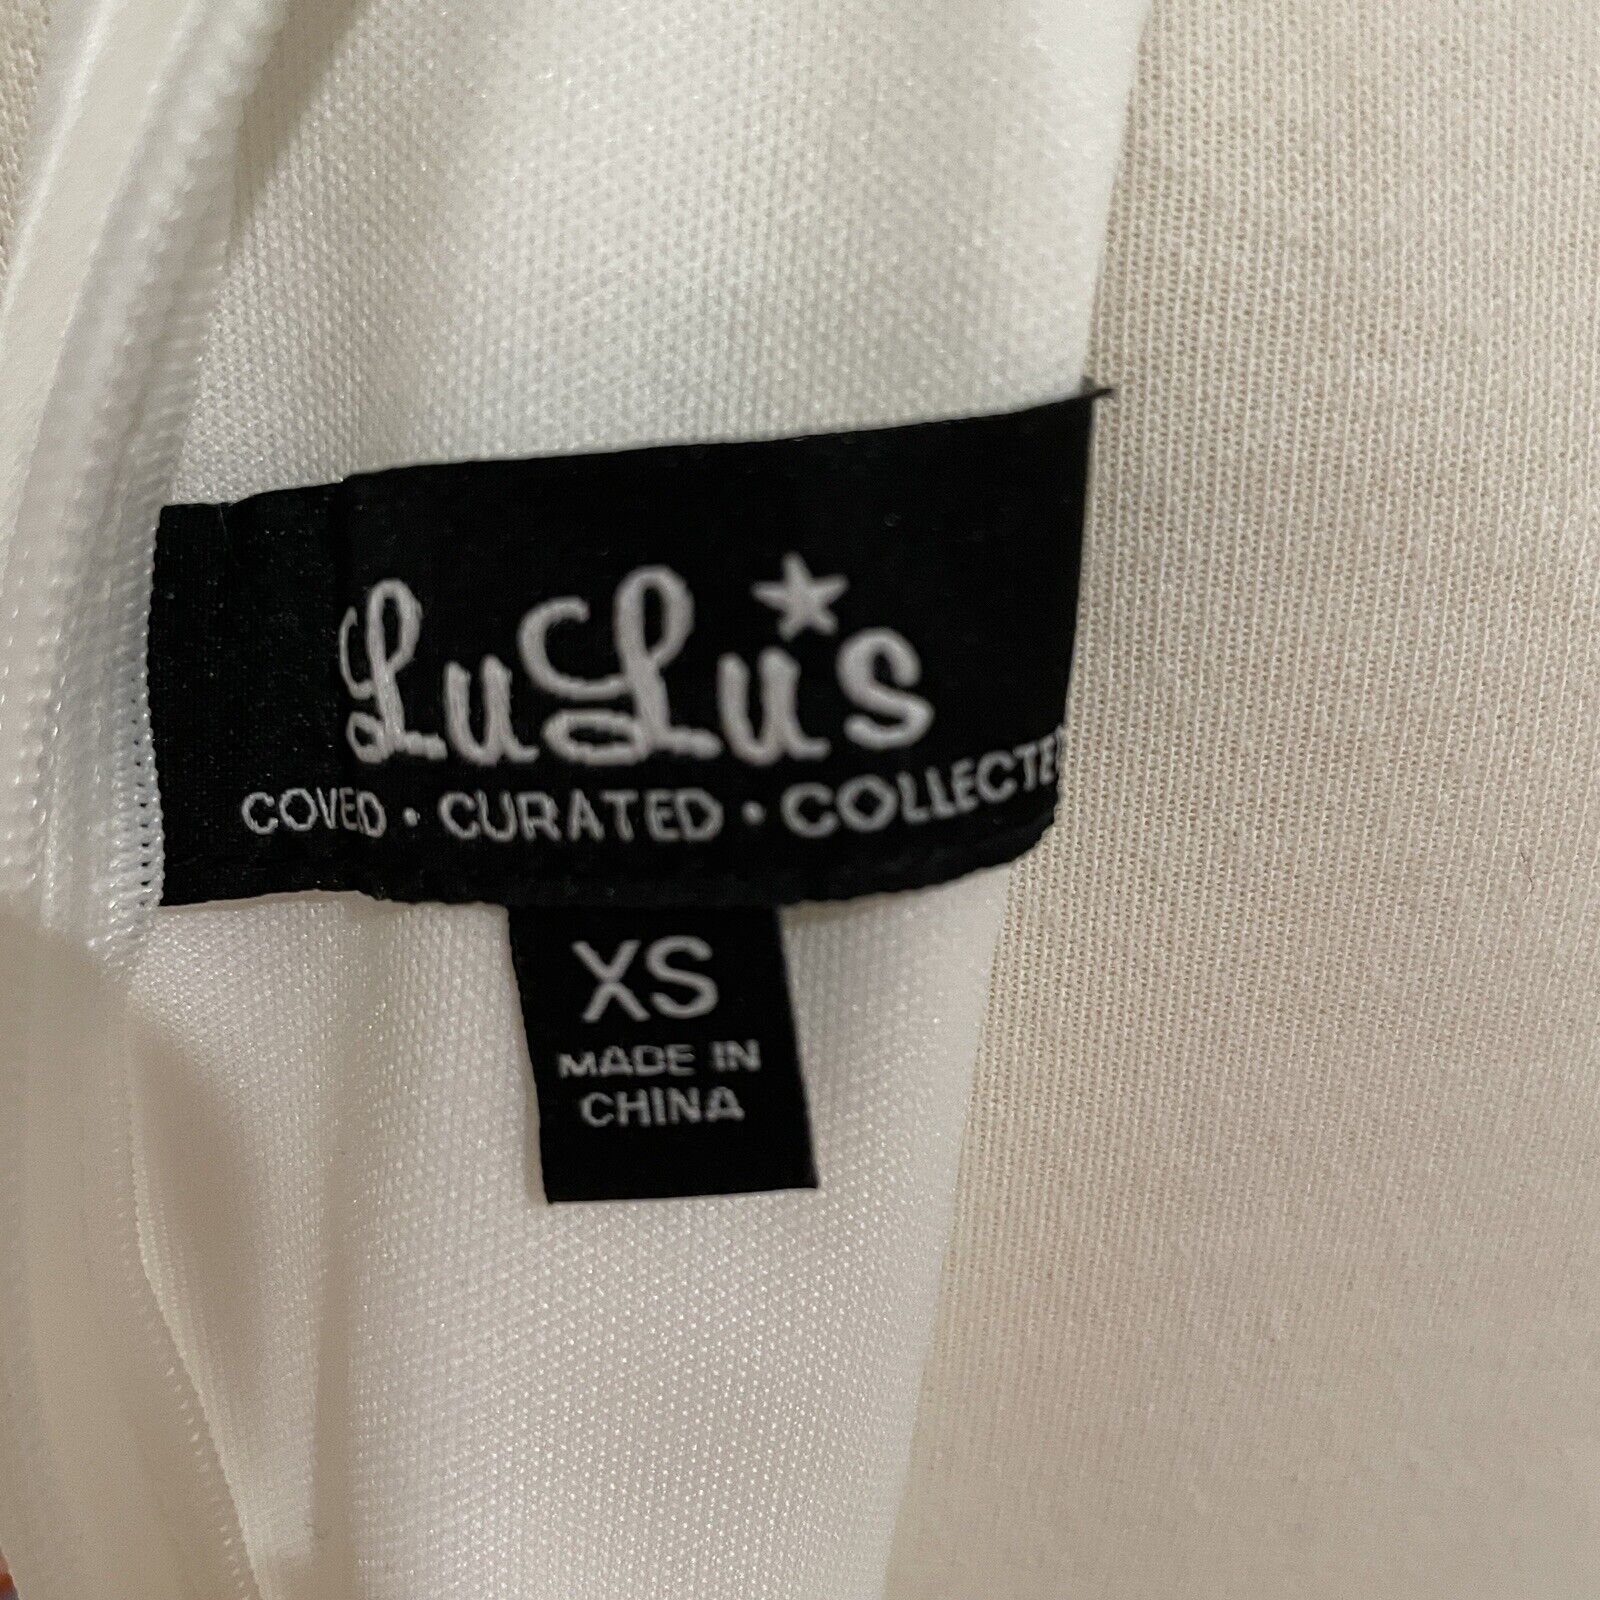 LuLu's
COVED • CURATED • COLLECTE
XS
MADE IN
CHINA